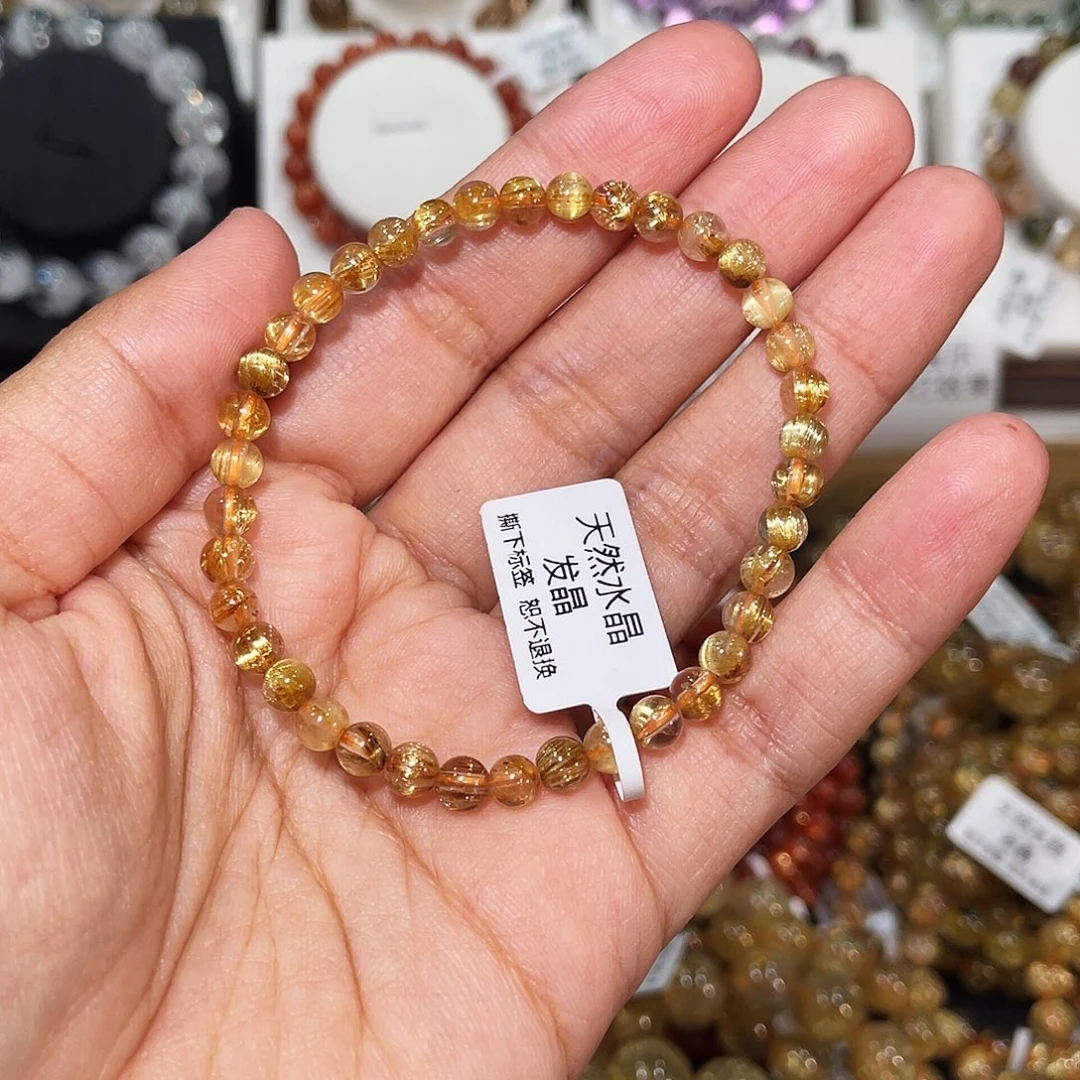 天然水晶
发晶
撕下标签 恕不退换